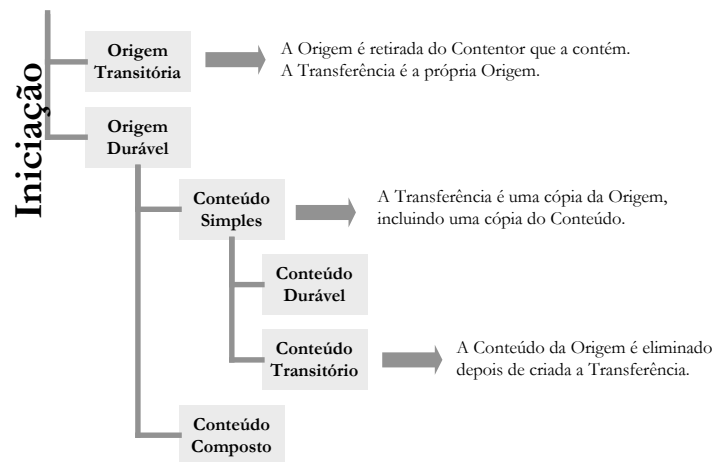 Iniciação
Origem
Transitória
A Origem é retirada do Contentor que a contém.
A Transferência é a própria Origem.
Origem
Durável
Conteúdo
Simples
A Transferência é uma cópia da Origem,
incluindo uma cópia do Conteúdo.
Conteúdo
Durável
Conteúdo
Transitório
A Conteúdo da Origem é eliminado
depois de criada a Transferência.
Conteúdo
Composto